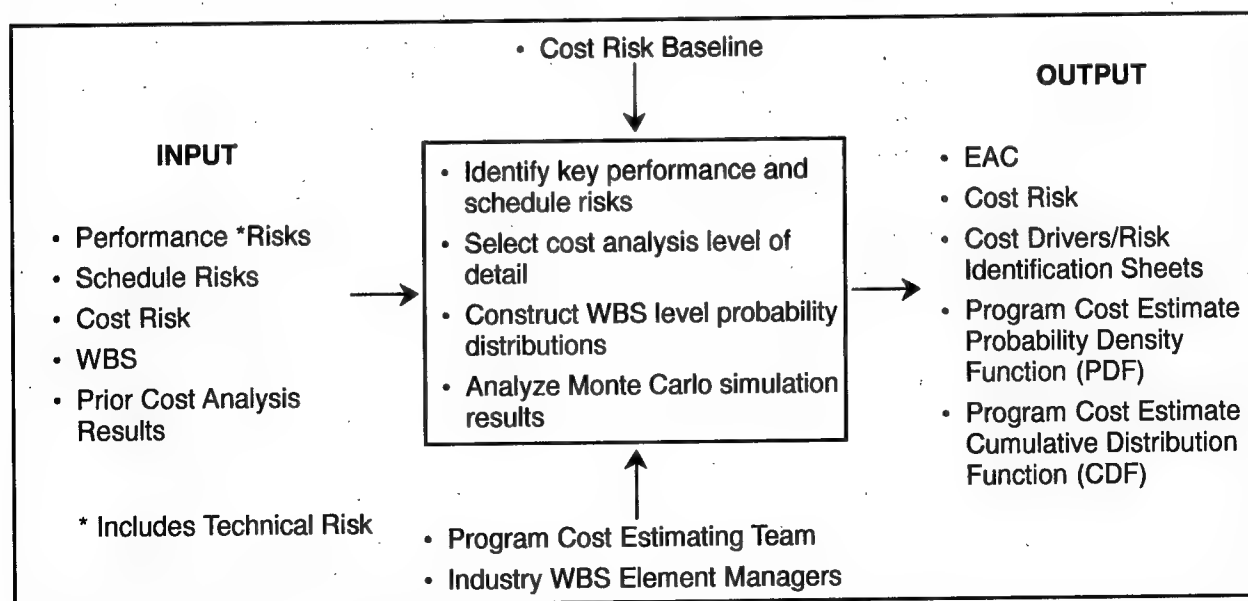 • Cost Risk Baseline
INPUT
• Performance *Risks
• Schedule Risks
• Cost Risk
• WBS
• Prior Cost Analysis
Results
* Includes Technical Risk
• Identify key performance and
schedule risks
• Select cost analysis level of
detail
• Construct WBS level probability
distributions
• Analyze Monte Carlo simulation
results
• Program Cost Estimating Team
• Industry WBS Element Managers
OUTPUT
• EAC
• Cost Risk
• Cost Drivers/Risk
Identification Sheets
• Program Cost Estimate
Probability Density
Function (PDF)
• Program Cost Estimate
Cumulative Distribution
Function (CDF)